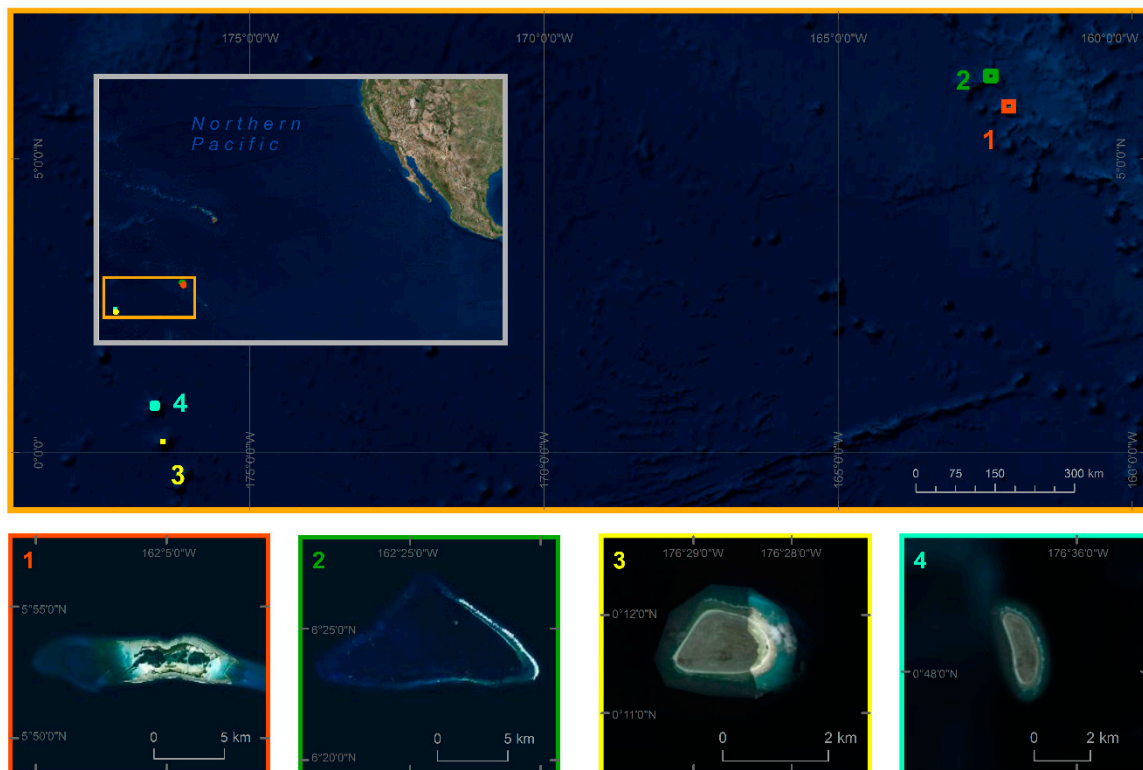 175°0'0"W
170°0'0"W
165°0'0"W
160°0'0"W
5°0'0"N
Northern
Pacific
2
1
5°0'0"N
4
3
0°0'0"
175°0'0"W
170°0'0"W
165°0'0"W
160°0'0"W
0 75 150 300 km
1
162°5'0"W
5°55'0"N
5°50'0"N
0 5 km
2
162°25'0"W
6°25'0"N
6°20'0"N
0 5 km
3
176°29'0"W 176°28'0"W
0°12'0"N
0°11'0"N
0 2 km
4
176°36'0"W
0°48'0"N
0 2 km